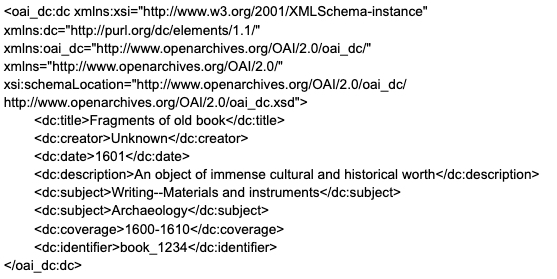 <oai_dc:dc xmlns:xsi="http://www.w3.org/2001/XMLSchema-instance"
xmlns:dc="http://purl.org/dc/elements/1.1/"
xmlns:oai_dc="http://www.openarchives.org/OAI/2.0/oai_dc/"
xmlns="http://www.openarchives.org/OAI/2.0/"
xsi:schemaLocation="http://www.openarchives.org/OAI/2.0/oai_dc/
http://www.openarchives.org/OAI/2.0/oai_dc.xsd">
<dc:title>Fragments of old book</dc:title>
<dc:creator>Unknown</dc:creator>
<dc:date>1601</dc:date>
<dc:description>An object of immense cultural and historical worth</dc:description>
<dc:subject>Writing--Materials and instruments</dc:subject>
<dc:subject>Archaeology</dc:subject>
<dc:coverage>1600-1610</dc:coverage>
<dc:identifier>book_1234</dc:identifier>
</oai_dc:dc>